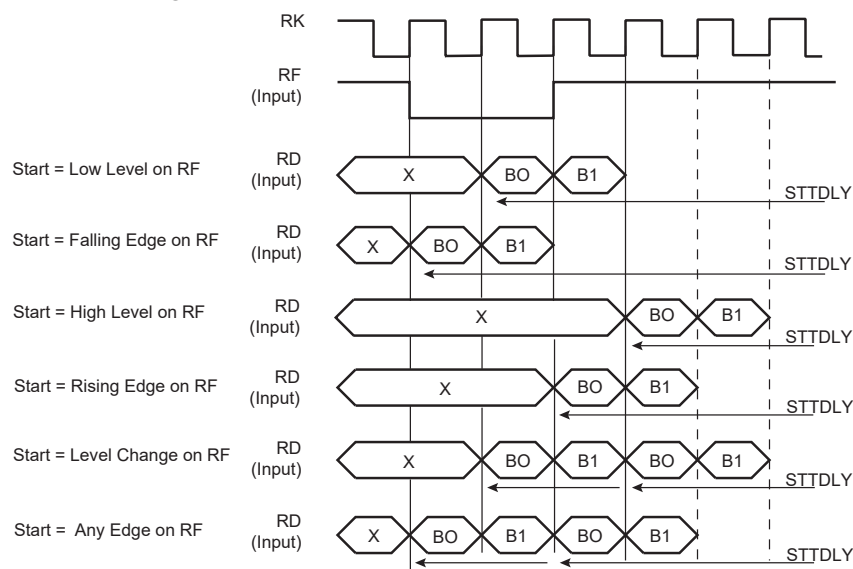 RK
RF
(Input)
Start = Low Level on RF
RD
(Input)
X
BO
B1
STTDLY
Start = Falling Edge on RF
RD
(Input)
X
BO
B1
STTDLY
Start = High Level on RF
RD
(Input)
X
BO
B1
STTDLY
Start = Rising Edge on RF
RD
(Input)
X
BO
B1
STTDLY
Start = Level Change on RF
RD
(Input)
X
BO
B1
BO
B1
STTDLY
Start = Any Edge on RF
RD
(Input)
X
BO
B1
BO
B1
STTDLY